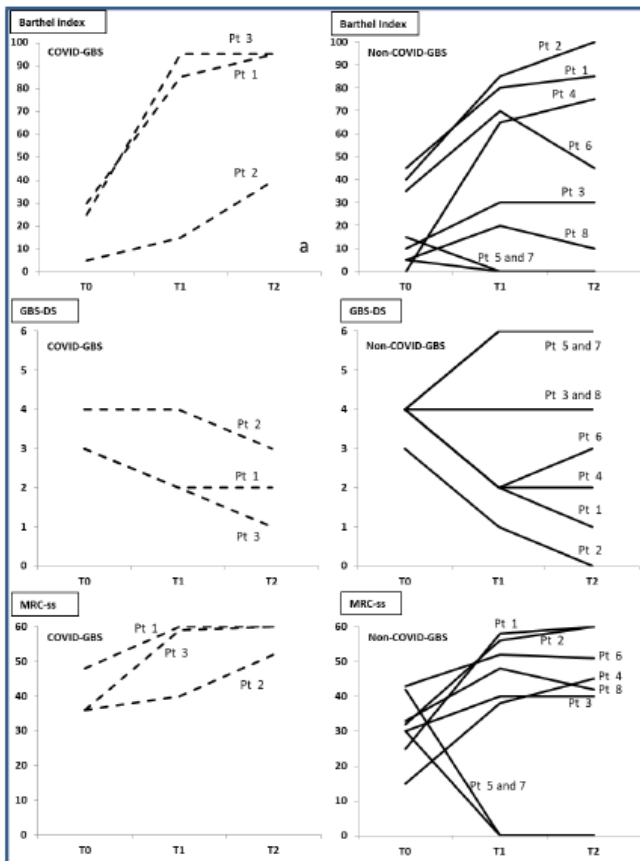 Barthel Index
COVID-GBS
100
90
80
70
60
50
40
30
20
10
0
Pt 3
Pt 1
Pt 2
a
T0 T1 T2
Non-COVID-GBS
100
90
80
70
60
50
40
30
20
10
0
Pt 2
Pt 1
Pt 4
Pt 6
Pt 3
Pt 8
Pt 5 and 7
T0 T1 T2
GBS-DS
COVID-GBS
6
5
4
3
2
1
0
Pt 2
Pt 1
Pt 3
T0 T1 T2
Non-COVID-GBS
6
5
4
3
2
1
0
Pt 5 and 7
Pt 3 and 8
Pt 6
Pt 4
Pt 1
Pt 2
T0 T1 T2
MRC-ss
COVID-GBS
60
50
40
30
20
10
0
Pt 1
Pt 3
Pt 2
T0 T1 T2
Non-COVID-GBS
60
50
40
30
20
10
0
Pt 1
Pt 2
Pt 6
Pt 4
Pt 8
Pt 3
Pt 5 and 7
T0 T1 T2